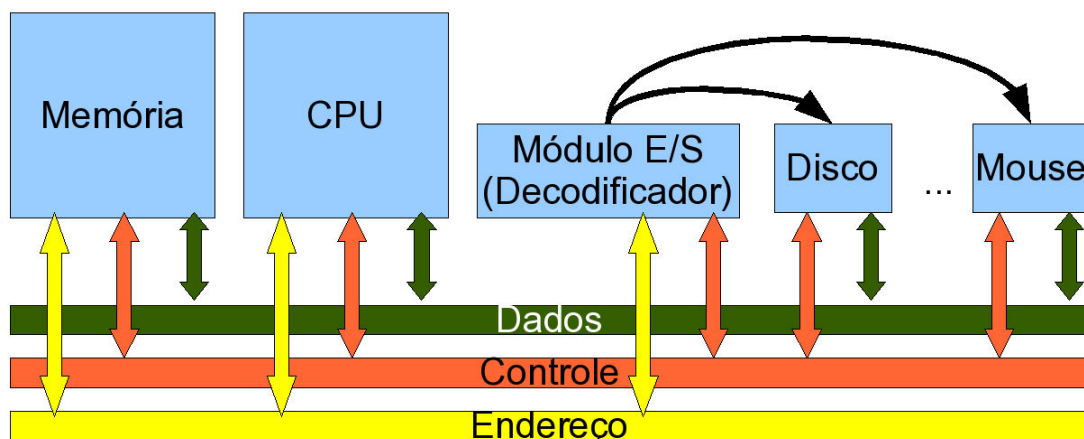 Memória
CPU
Módulo E/S
(Decodificador)
Disco
...
Mouse
Dados
Controle
Endereço